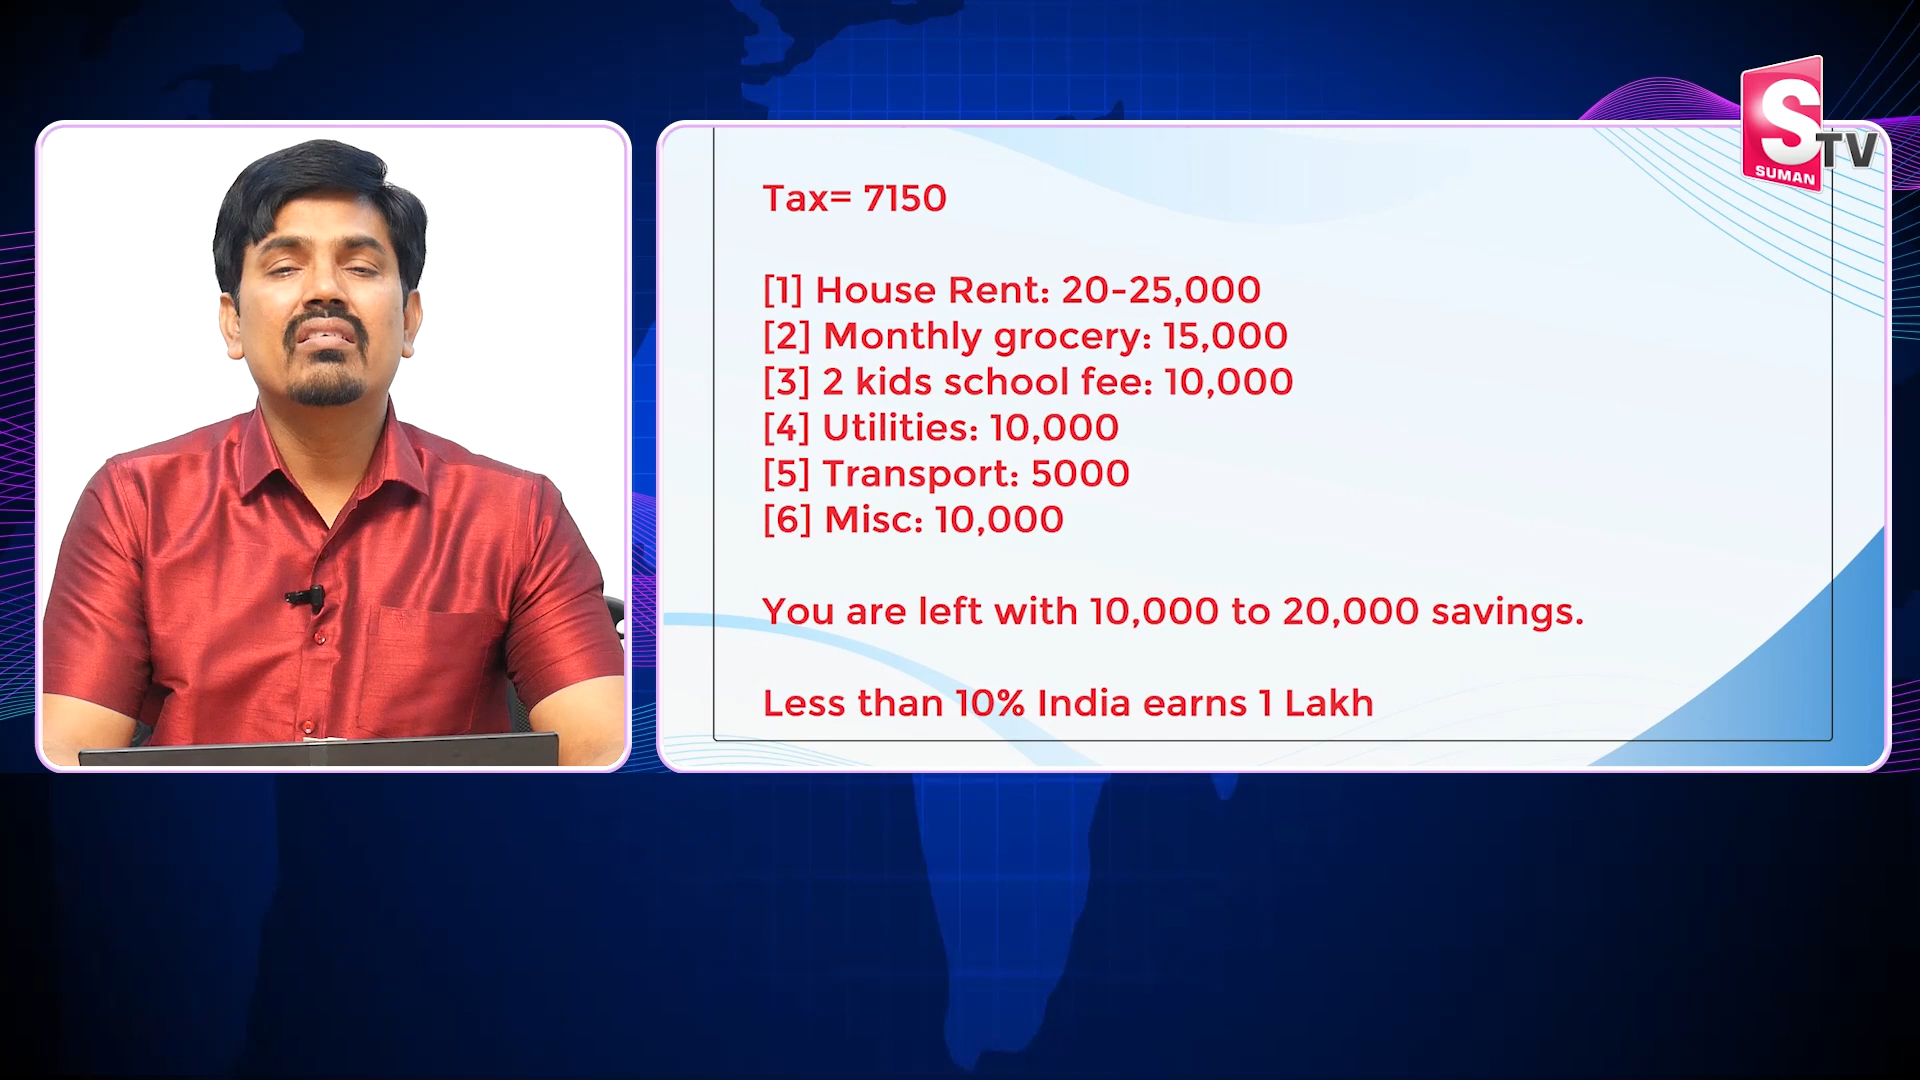 S
TV
SUMAN
Tax= 7150
[1] House Rent: 20-25,000
[2] Monthly grocery: 15,000
[3] 2 kids school fee: 10,000
[4] Utilities: 10,000
[5] Transport: 5000
[6] Misc: 10,000
You are left with 10,000 to 20,000 savings.
Less than 10% India earns 1 Lakh